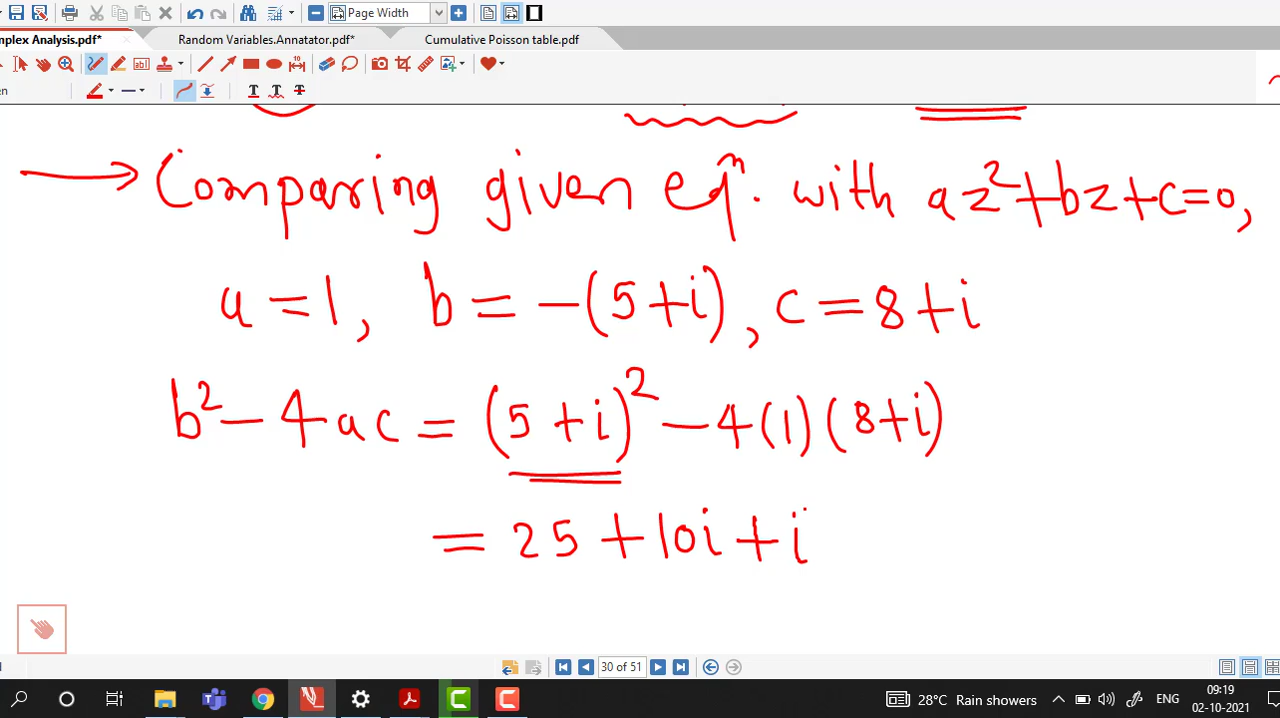 Page Width
mplex Analysis.pdf* Random Variables.Annatator.pdf* Cumulative Poisson table.pdf
en
→ Comparing given eqⁿ. with az²+bz+c=0,
a=1, b=-(5+i), c=8+i
b²-4ac=(5+i)²-4(1)(8+i)
=25+10i+i
30 of 51
28°C Rain showers ENG 09:19
02-10-2021